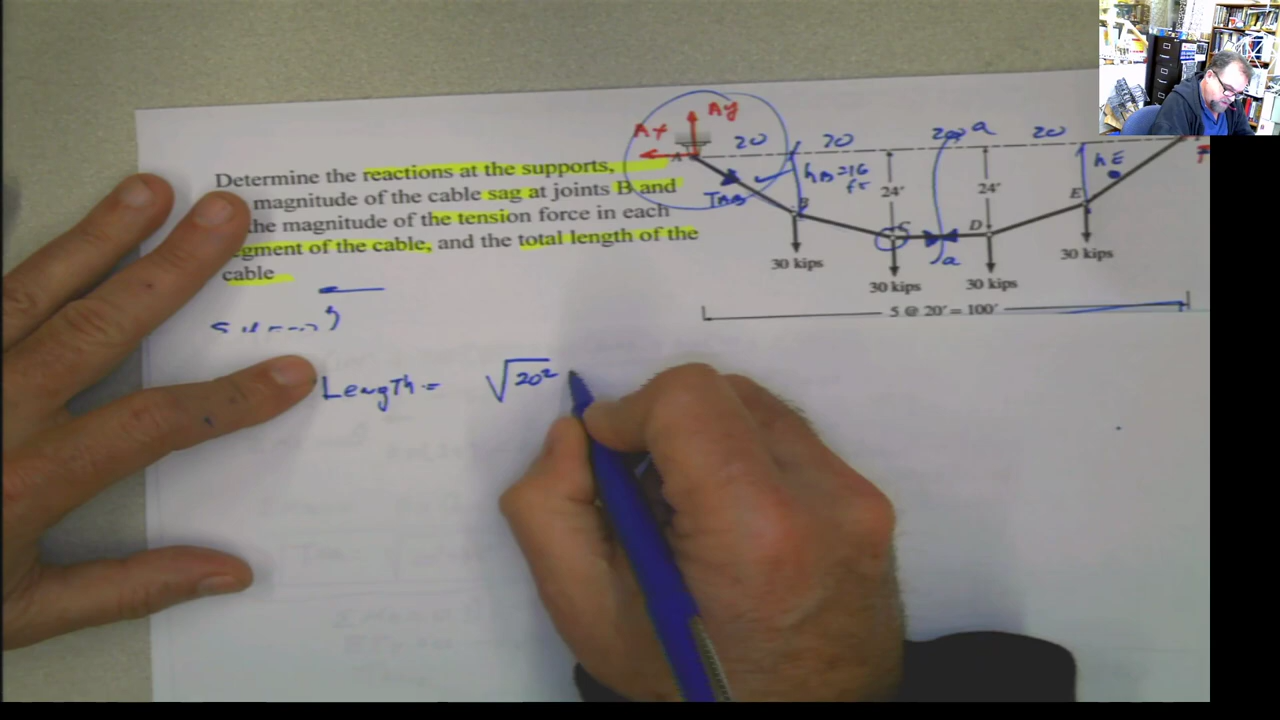 Determine the reactions at the supports,
magnitude of the cable sag at joints B and
the magnitude of the tension force in each
gment of the cable, and the total length of the
cable
Length =
√20²
Ax
Ay
A
20
20
20
a
20
TAB
hB=16
ft
24'
24'
hE
B
C
D
E
a
30 kips
30 kips
30 kips
30 kips
5 @ 20' = 100'